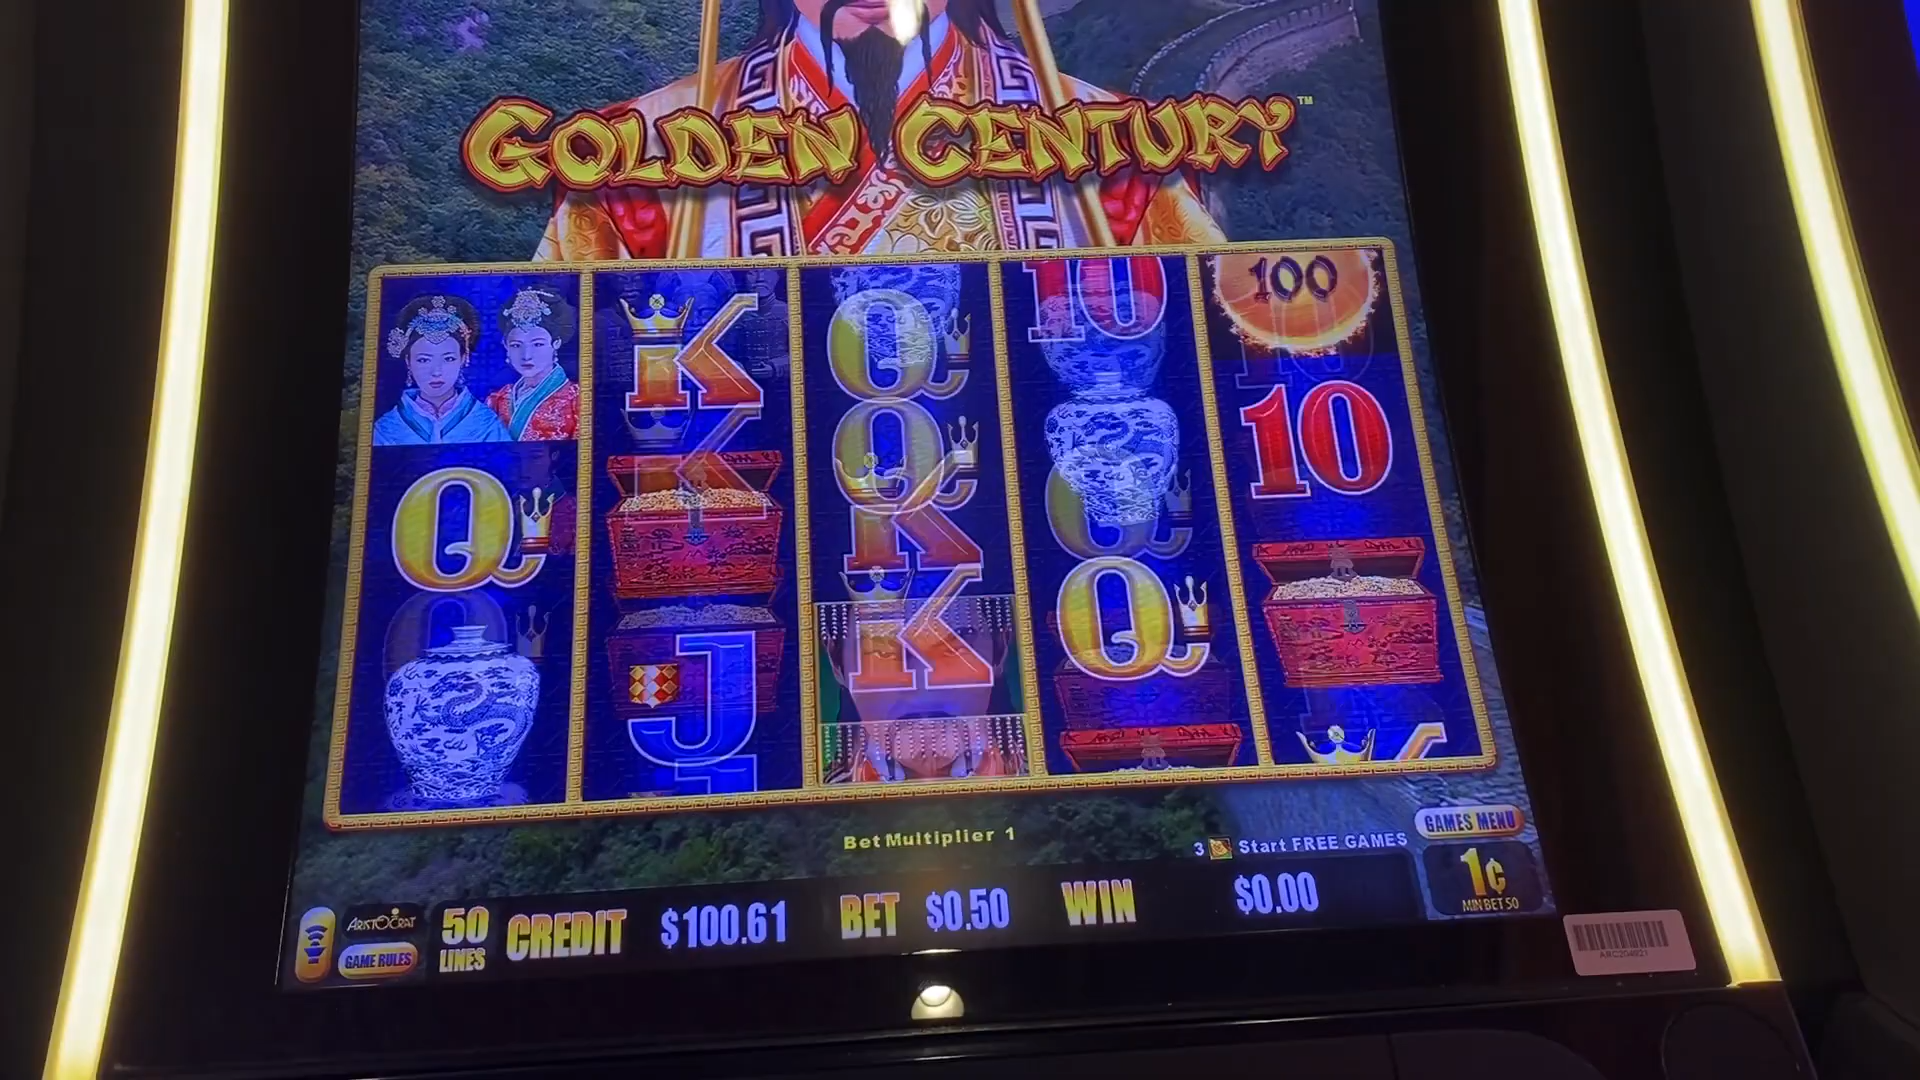 GOLDEN CENTURY™
10
100
K
Q
Q
10
Q
K
K
Q
J
Bet Multiplier 1
3 Start FREE GAMES
GAMES MENU
ARISTOCRAT
GAME RULES
50 LINES
CREDIT $100.61
BET $0.50
WIN $0.00
1¢
MIN BET 50